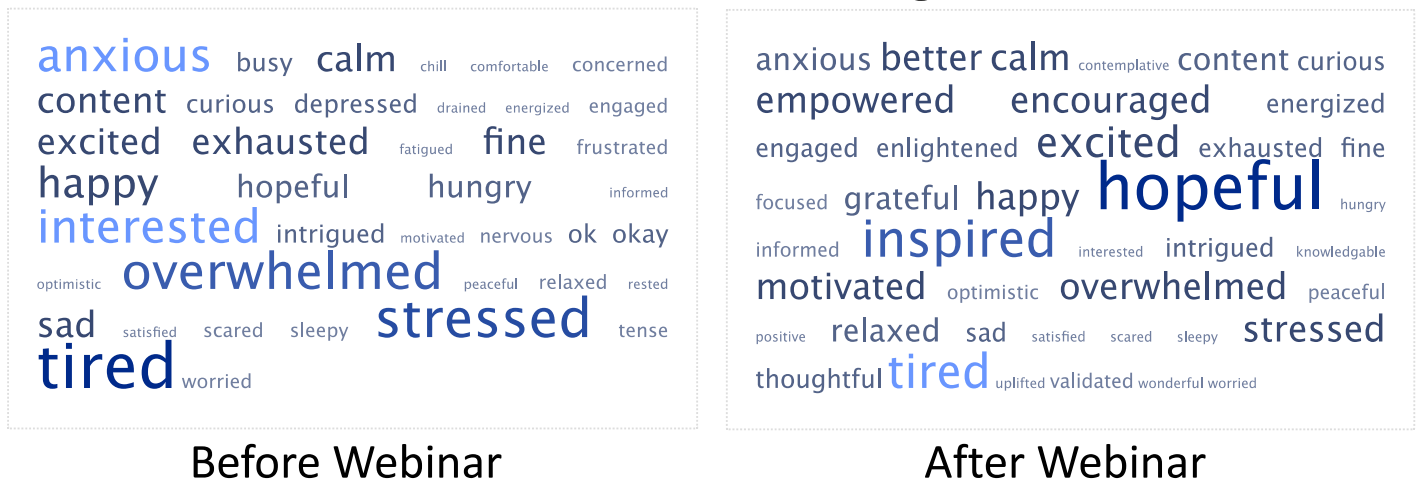 anxious busy calm chill comfortable concerned
content curious depressed drained energized engaged
excited exhausted fatigued fine frustrated
happy hopeful hungry informed
interested intrigued motivated nervous ok okay
optimistic overwhelmed peaceful relaxed rested
sad satisfied scared sleepy stressed tense
tired worried
Before Webinar
anxious better calm contemplative content curious
empowered encouraged energized
engaged enlightened excited exhausted fine
focused grateful happy hopeful hungry
informed inspired interested intrigued knowledgable
motivated optimistic overwhelmed peaceful
positive relaxed sad satisfied scared sleepy stressed
thoughtful tired uplifted validated wonderful worried
After Webinar